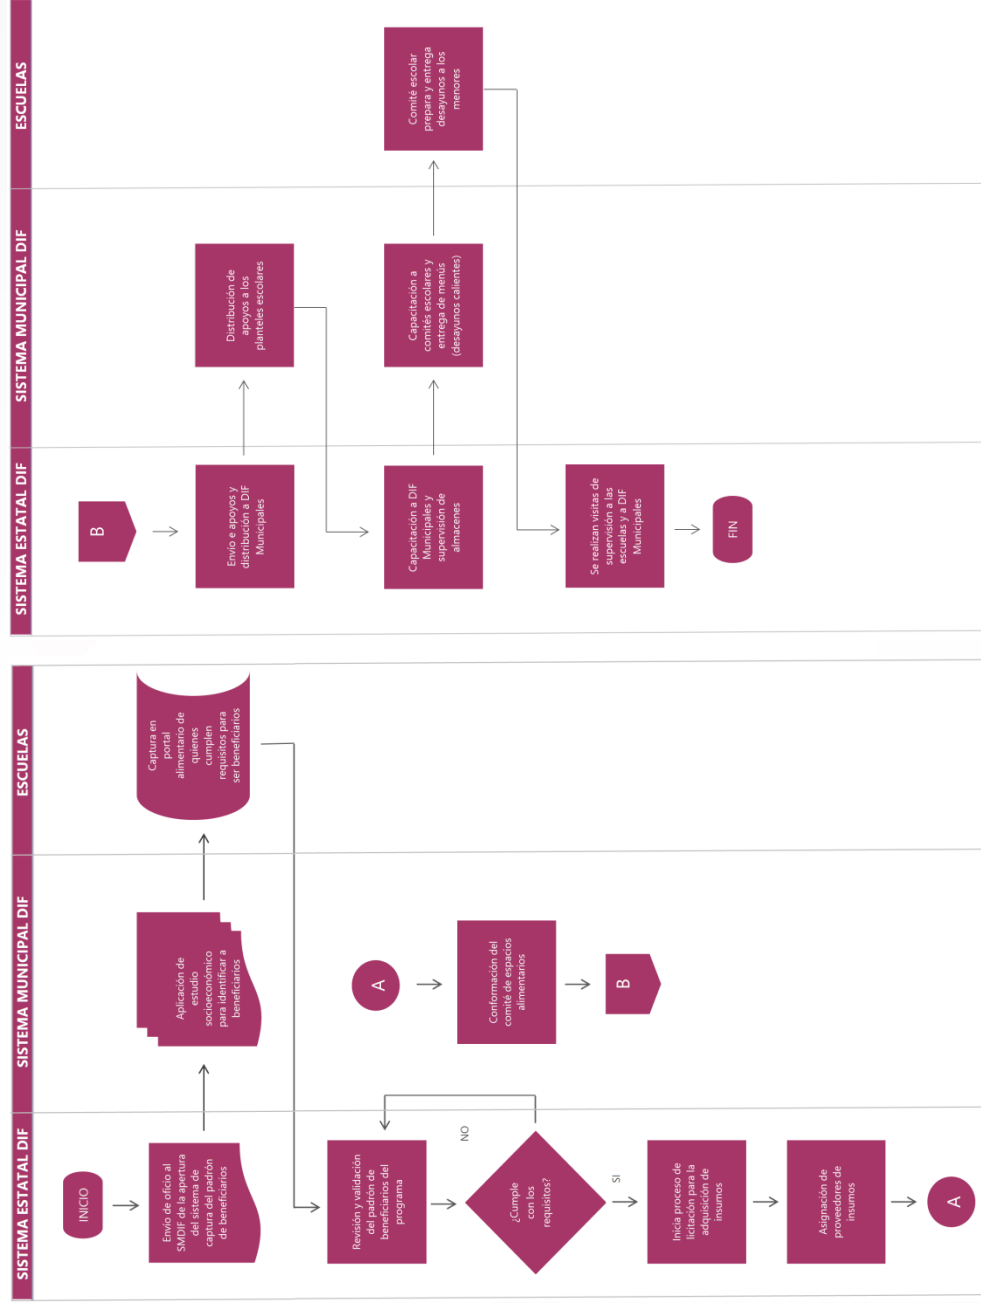 SISTEMA ESTATAL DIF
SISTEMA MUNICIPAL DIF
ESCUELAS
INICIO
Envío de oficio al
SMDIF de la apertura
del sistema de
captura del padrón
de beneficiarios
Aplicación de
estudio
socioeconómico
para identificar a
beneficiarios
Captura en
portal
alimentario de
quienes
cumplen
requisitos para
ser beneficiarios
Revisión y validación
del padrón de
beneficiarios del
programa
¿Cumple
con los
requisitos?
NO
SI
Inicia proceso de
licitación para la
adquisición de
insumos
Asignación de
proveedores de
insumos
A
A
Conformación del
comité de espacios
alimentarios
B
SISTEMA ESTATAL DIF
SISTEMA MUNICIPAL DIF
ESCUELAS
B
Envío e apoyos y
distribución a DIF
Municipales
Distribución de
apoyos a los
planteles escolares
Capacitación a DIF
Municipales y
supervisión de
almacenes
Capacitación a
comités escolares y
entrega de menús
(desayunos calientes)
Comité escolar
prepara y entrega
desayunos a los
menores
Se realizan visitas de
supervisión a las
escuelas y a DIF
Municipales
FIN